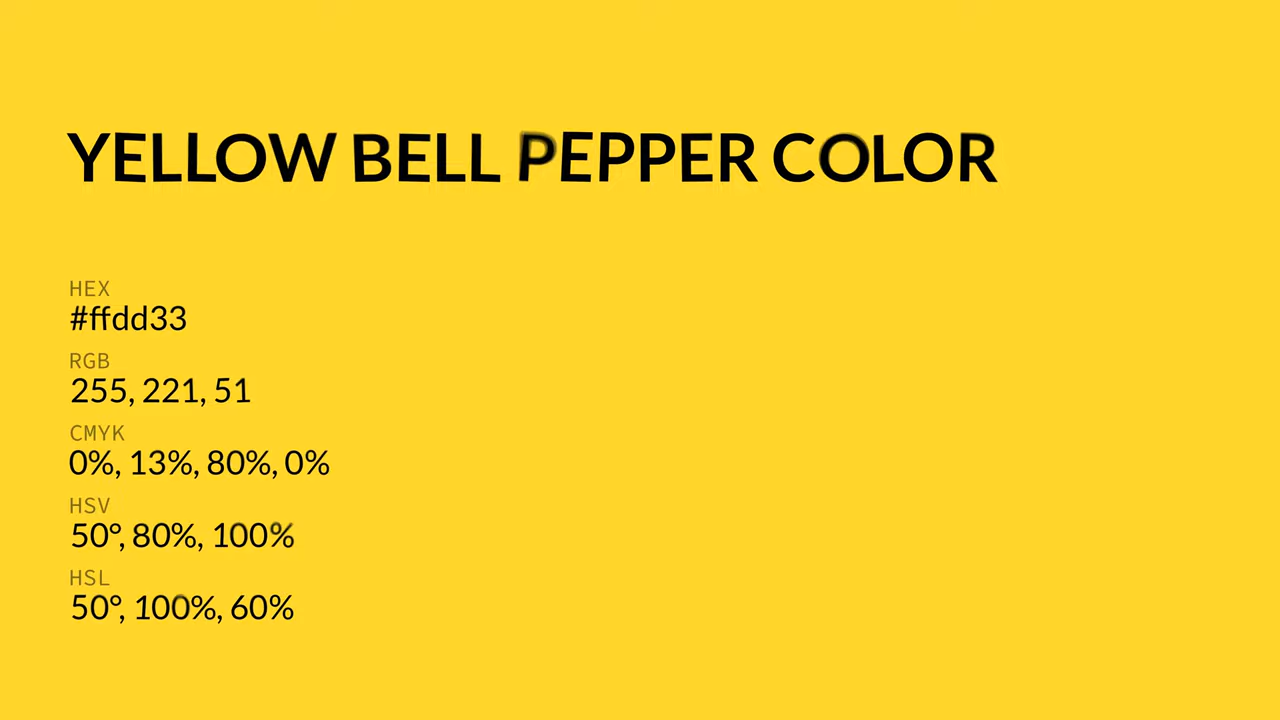 YELLOW BELL PEPPER COLOR
HEX
#ffdd33
RGB
255, 221, 51
CMYK
0%, 13%, 80%, 0%
HSV
50°, 80%, 100%
HSL
50°, 100%, 60%